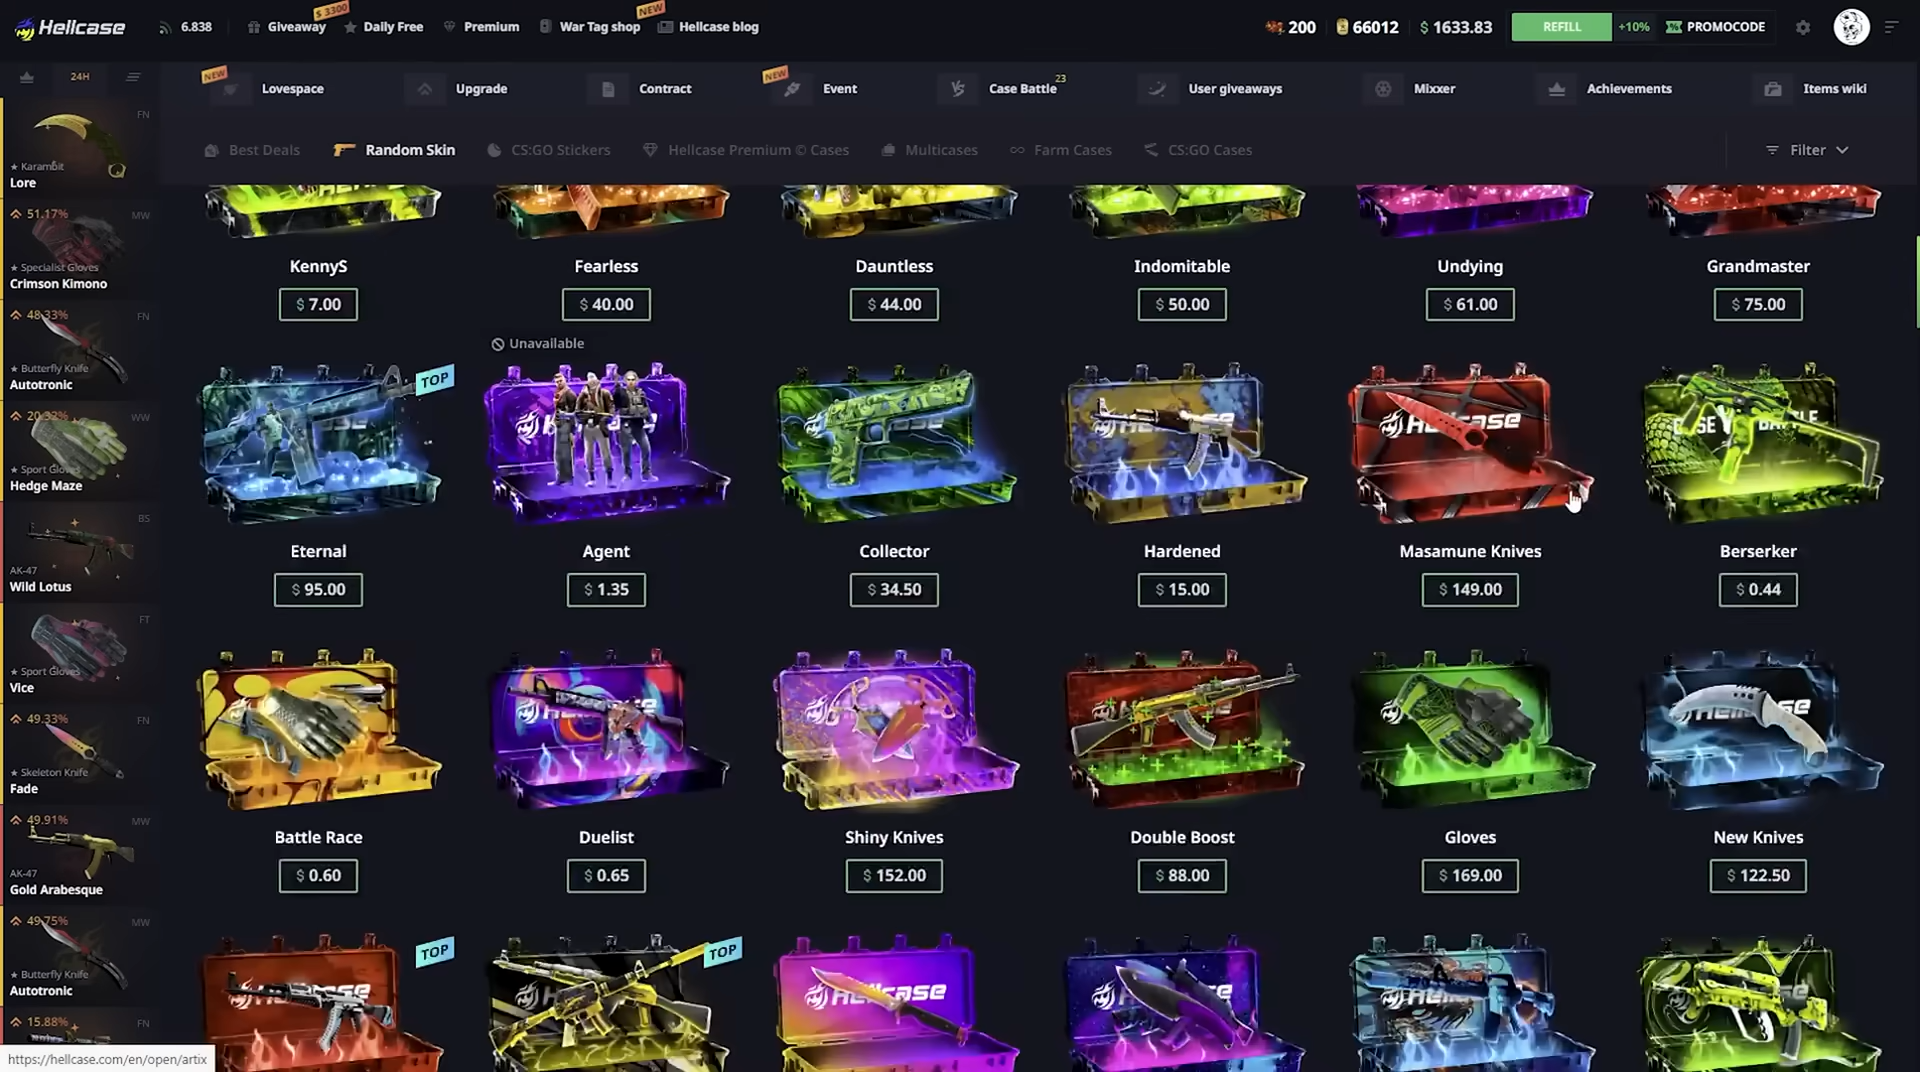 Hellcase
6.838
Giveaway
$ 3300
Daily Free
Premium
War Tag shop
NEW
Hellcase blog
200
66012
$ 1633.83
REFILL
+10%
PROMOCODE
24H
NEW
Lovespace
Upgrade
Contract
NEW
Event
Case Battle
23
User giveaways
Mixxer
Achievements
Items wiki
Best Deals
Random Skin
CS:GO Stickers
Hellcase Premium © Cases
Multicases
Farm Cases
CS:GO Cases
Filter
FN
★ Karambit
Lore
51.17%
MW
★ Specialist Gloves
Crimson Kimono
48.33%
FN
★ Butterfly Knife
Autotronic
20.33%
WW
★ Sport Gloves
Hedge Maze
BS
AK-47
Wild Lotus
FT
★ Sport Gloves
Vice
49.33%
FN
★ Skeleton Knife
Fade
49.91%
MW
AK-47
Gold Arabesque
49.75%
MW
★ Butterfly Knife
Autotronic
15.88%
FN
KennyS
$ 7.00
Fearless
$ 40.00
Dauntless
$ 44.00
Indomitable
$ 50.00
Undying
$ 61.00
Grandmaster
$ 75.00
TOP
Eternal
$ 95.00
Unavailable
Agent
$ 1.35
Collector
$ 34.50
Hardened
$ 15.00
Masamune Knives
$ 149.00
Berserker
$ 0.44
Battle Race
$ 0.60
Duelist
$ 0.65
Shiny Knives
$ 152.00
Double Boost
$ 88.00
Gloves
$ 169.00
New Knives
$ 122.50
TOP
TOP
Hellcase
https://hellcase.com/en/open/artix